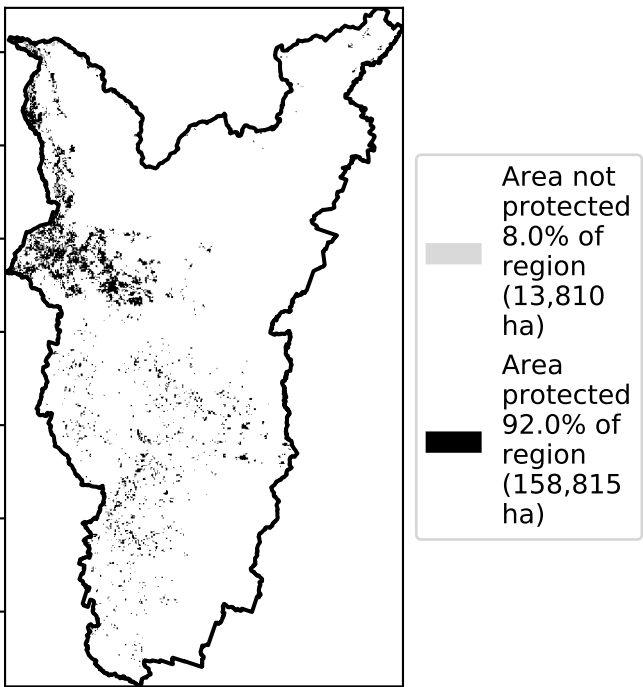 Area not
protected
8.0% of
region
(13,810
ha)
Area
protected
92.0% of
region
(158,815
ha)